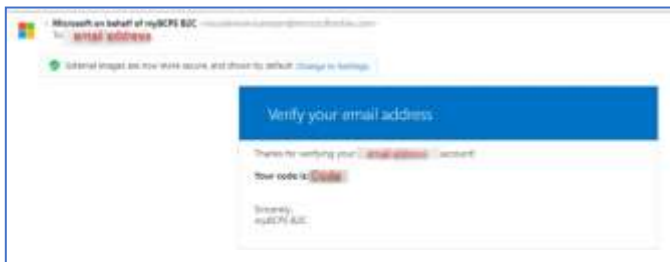 Microsoft on behalf of myBCPS B2C
To: email address
External images are now more secure, and shown by default. Change in Settings
Verify your email address
Thanks for verifying your email address account!
Your code is: Code
Sincerely,
myBCPS B2C